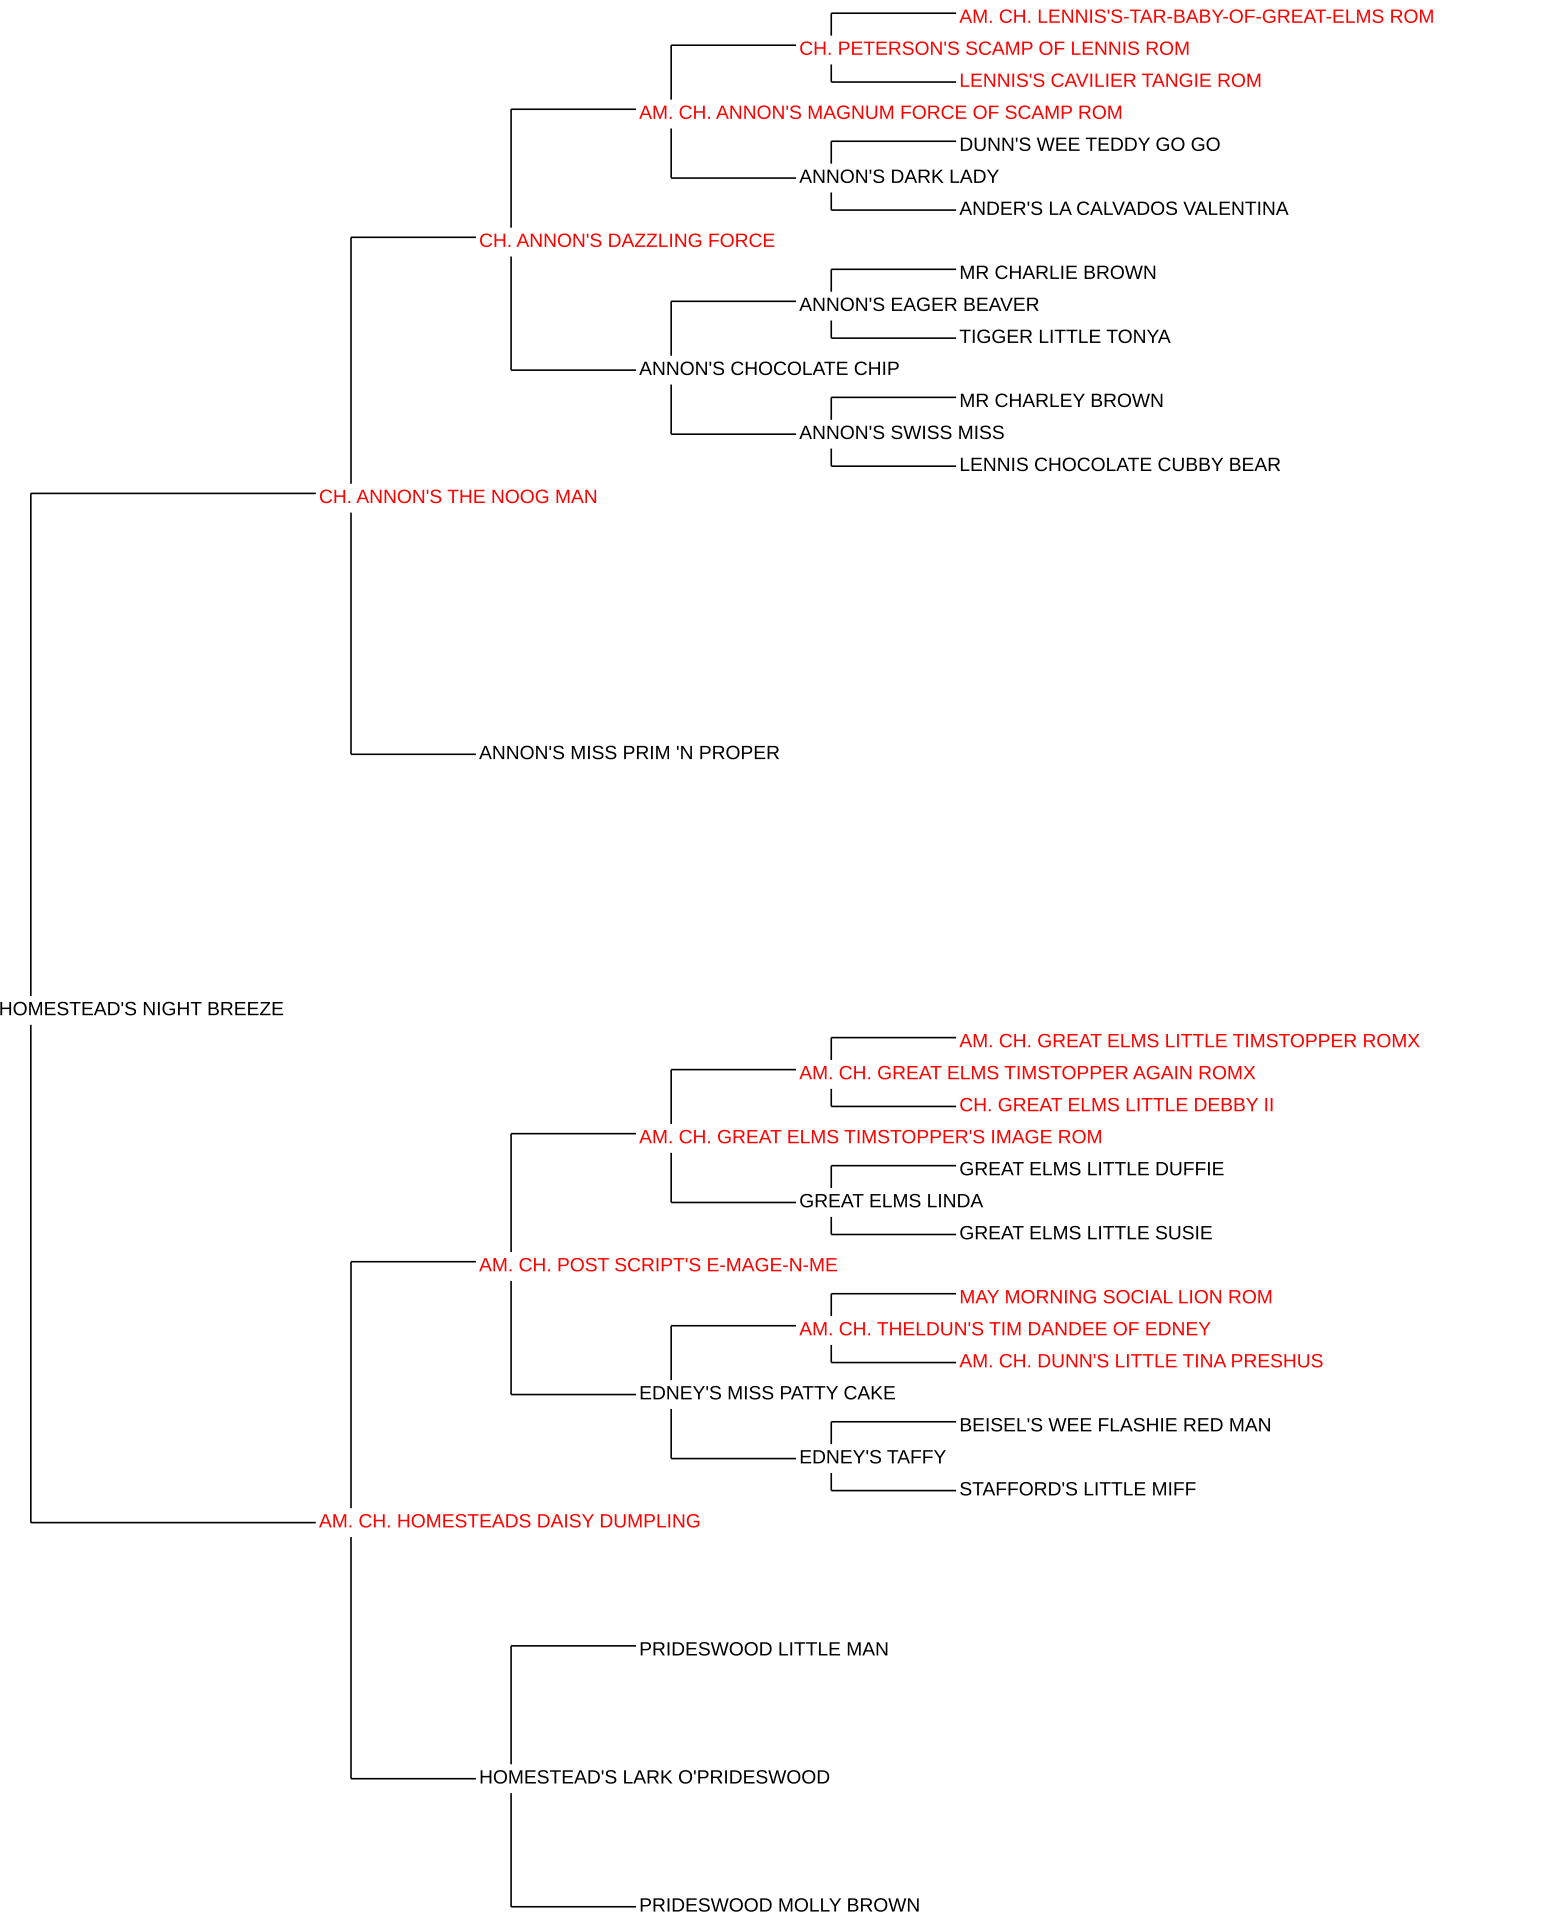 AM. CH. LENNIS'S-TAR-BABY-OF-GREAT-ELMS ROM
CH. PETERSON'S SCAMP OF LENNIS ROM
LENNIS'S CAVILIER TANGIE ROM
AM. CH. ANNON'S MAGNUM FORCE OF SCAMP ROM
DUNN'S WEE TEDDY GO GO
ANNON'S DARK LADY
ANDER'S LA CALVADOS VALENTINA
CH. ANNON'S DAZZLING FORCE
MR CHARLIE BROWN
ANNON'S EAGER BEAVER
TIGGER LITTLE TONYA
ANNON'S CHOCOLATE CHIP
MR CHARLEY BROWN
ANNON'S SWISS MISS
LENNIS CHOCOLATE CUBBY BEAR
CH. ANNON'S THE NOOG MAN
ANNON'S MISS PRIM 'N PROPER
HOMESTEAD'S NIGHT BREEZE
AM. CH. GREAT ELMS LITTLE TIMSTOPPER ROMX
AM. CH. GREAT ELMS TIMSTOPPER AGAIN ROMX
CH. GREAT ELMS LITTLE DEBBY II
AM. CH. GREAT ELMS TIMSTOPPER'S IMAGE ROM
GREAT ELMS LITTLE DUFFIE
GREAT ELMS LINDA
GREAT ELMS LITTLE SUSIE
AM. CH. POST SCRIPT'S E-MAGE-N-ME
MAY MORNING SOCIAL LION ROM
AM. CH. THELDUN'S TIM DANDEE OF EDNEY
AM. CH. DUNN'S LITTLE TINA PRESHUS
EDNEY'S MISS PATTY CAKE
BEISEL'S WEE FLASHIE RED MAN
EDNEY'S TAFFY
STAFFORD'S LITTLE MIFF
AM. CH. HOMESTEADS DAISY DUMPLING
PRIDESWOOD LITTLE MAN
HOMESTEAD'S LARK O'PRIDESWOOD
PRIDESWOOD MOLLY BROWN